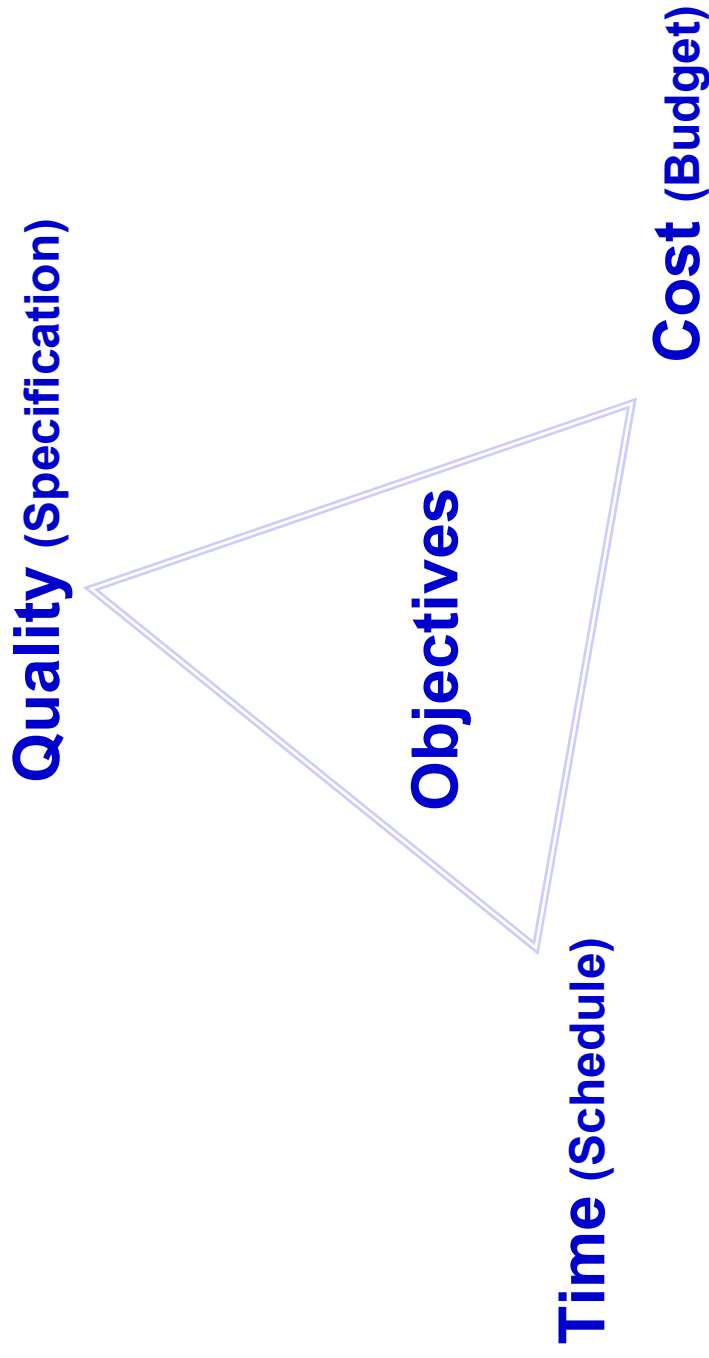 Quality (Specification)
Objectives
Time (Schedule)
Cost (Budget)